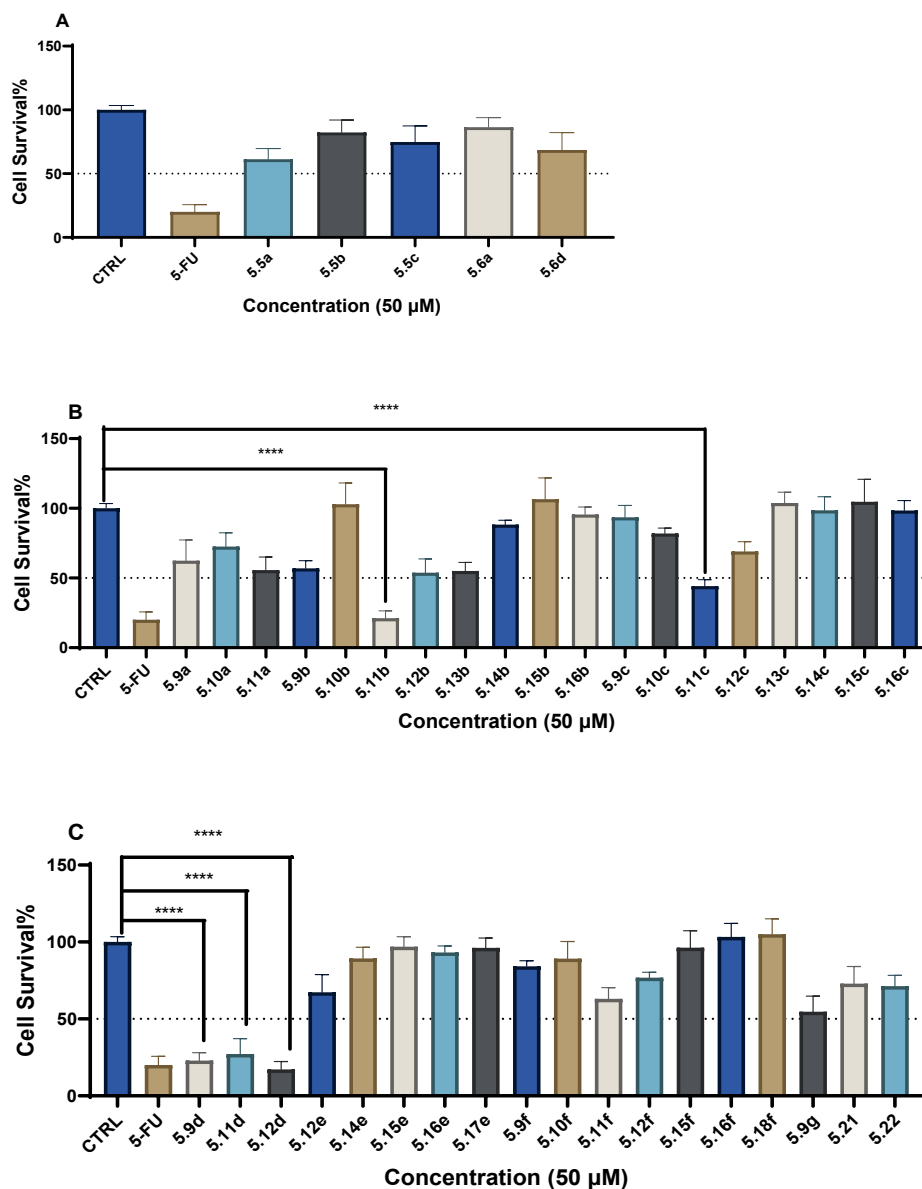 A
150
100
50
0
Cell Survival%
CTRL
5-FU
5.5a
5.5b
5.5c
5.6a
5.6d
Concentration (50 µM)
B
****
****
150
100
50
0
Cell Survival%
CTRL
5-FU
5.9a
5.10a
5.11a
5.9b
5.10b
5.11b
5.12b
5.13b
5.14b
5.15b
5.16b
5.9c
5.10c
5.11c
5.12c
5.13c
5.14c
5.15c
5.16c
Concentration (50 µM)
C
****
****
****
150
100
50
0
Cell Survival%
CTRL
5-FU
5.9d
5.11d
5.12d
5.12e
5.14e
5.15e
5.16e
5.17e
5.9f
5.10f
5.11f
5.12f
5.15f
5.16f
5.18f
5.9g
5.21
5.22
Concentration (50 µM)